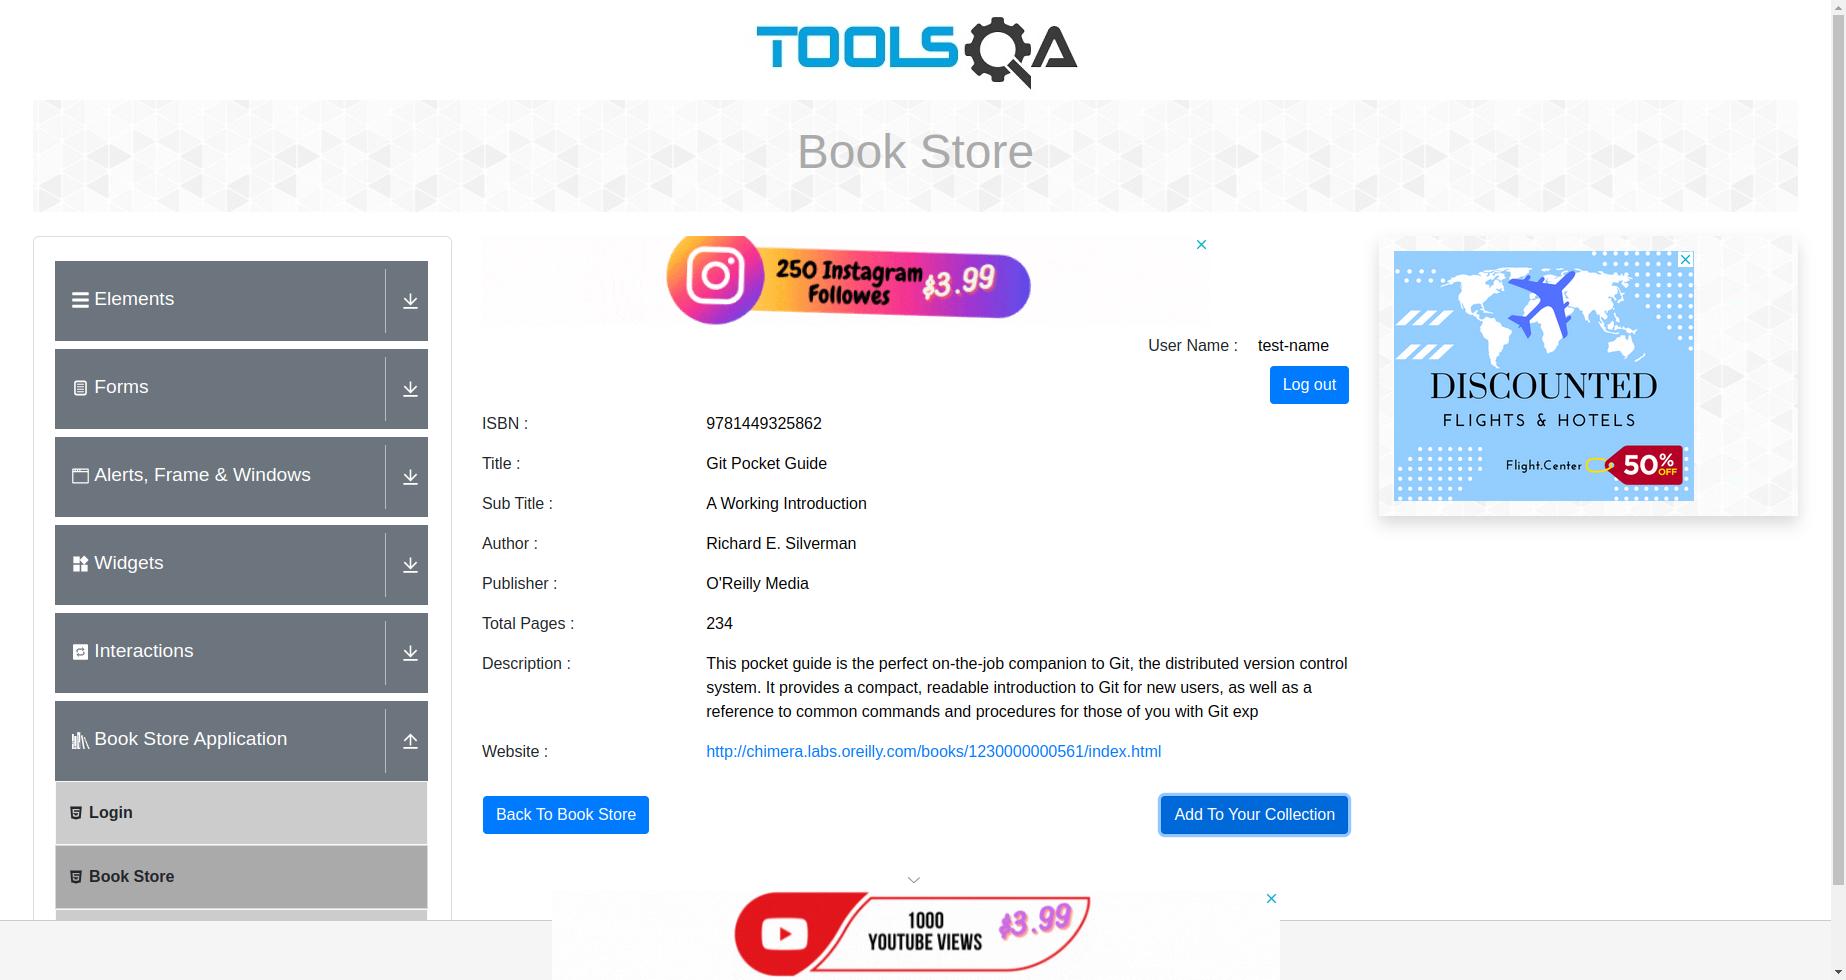 TOOLSQA
Book Store
Elements
Forms
Alerts, Frame & Windows
Widgets
Interactions
Book Store Application
Login
Book Store
250 Instagram
Followes
$3.99
User Name : test-name
Log out
ISBN : 9781449325862
Title : Git Pocket Guide
Sub Title : A Working Introduction
Author : Richard E. Silverman
Publisher : O'Reilly Media
Total Pages : 234
Description : This pocket guide is the perfect on-the-job companion to Git, the distributed version control
system. It provides a compact, readable introduction to Git for new users, as well as a
reference to common commands and procedures for those of you with Git exp
Website : http://chimera.labs.oreilly.com/books/1230000000561/index.html
Back To Book Store Add To Your Collection
DISCOUNTED
FLIGHTS & HOTELS
Flight.Center 50% OFF
1000
YOUTUBE VIEWS
$3.99